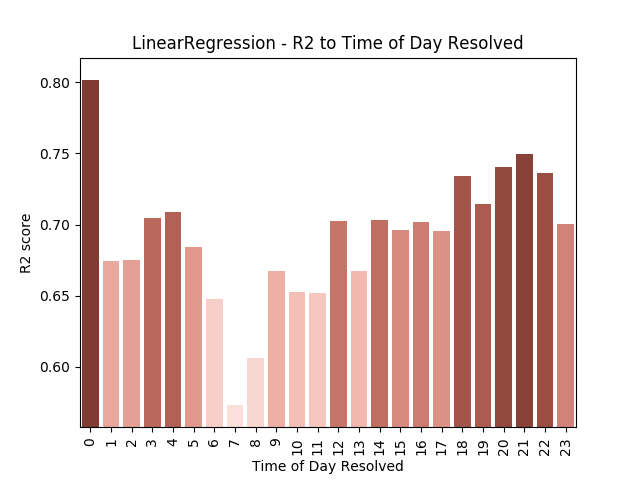 LinearRegression - R2 to Time of Day Resolved
0.80
0.75
0.70
0.65
0.60
R2 score
0 1 2 3 4 5 6 7 8 9 10 11 12 13 14 15 16 17 18 19 20 21 22 23
Time of Day Resolved